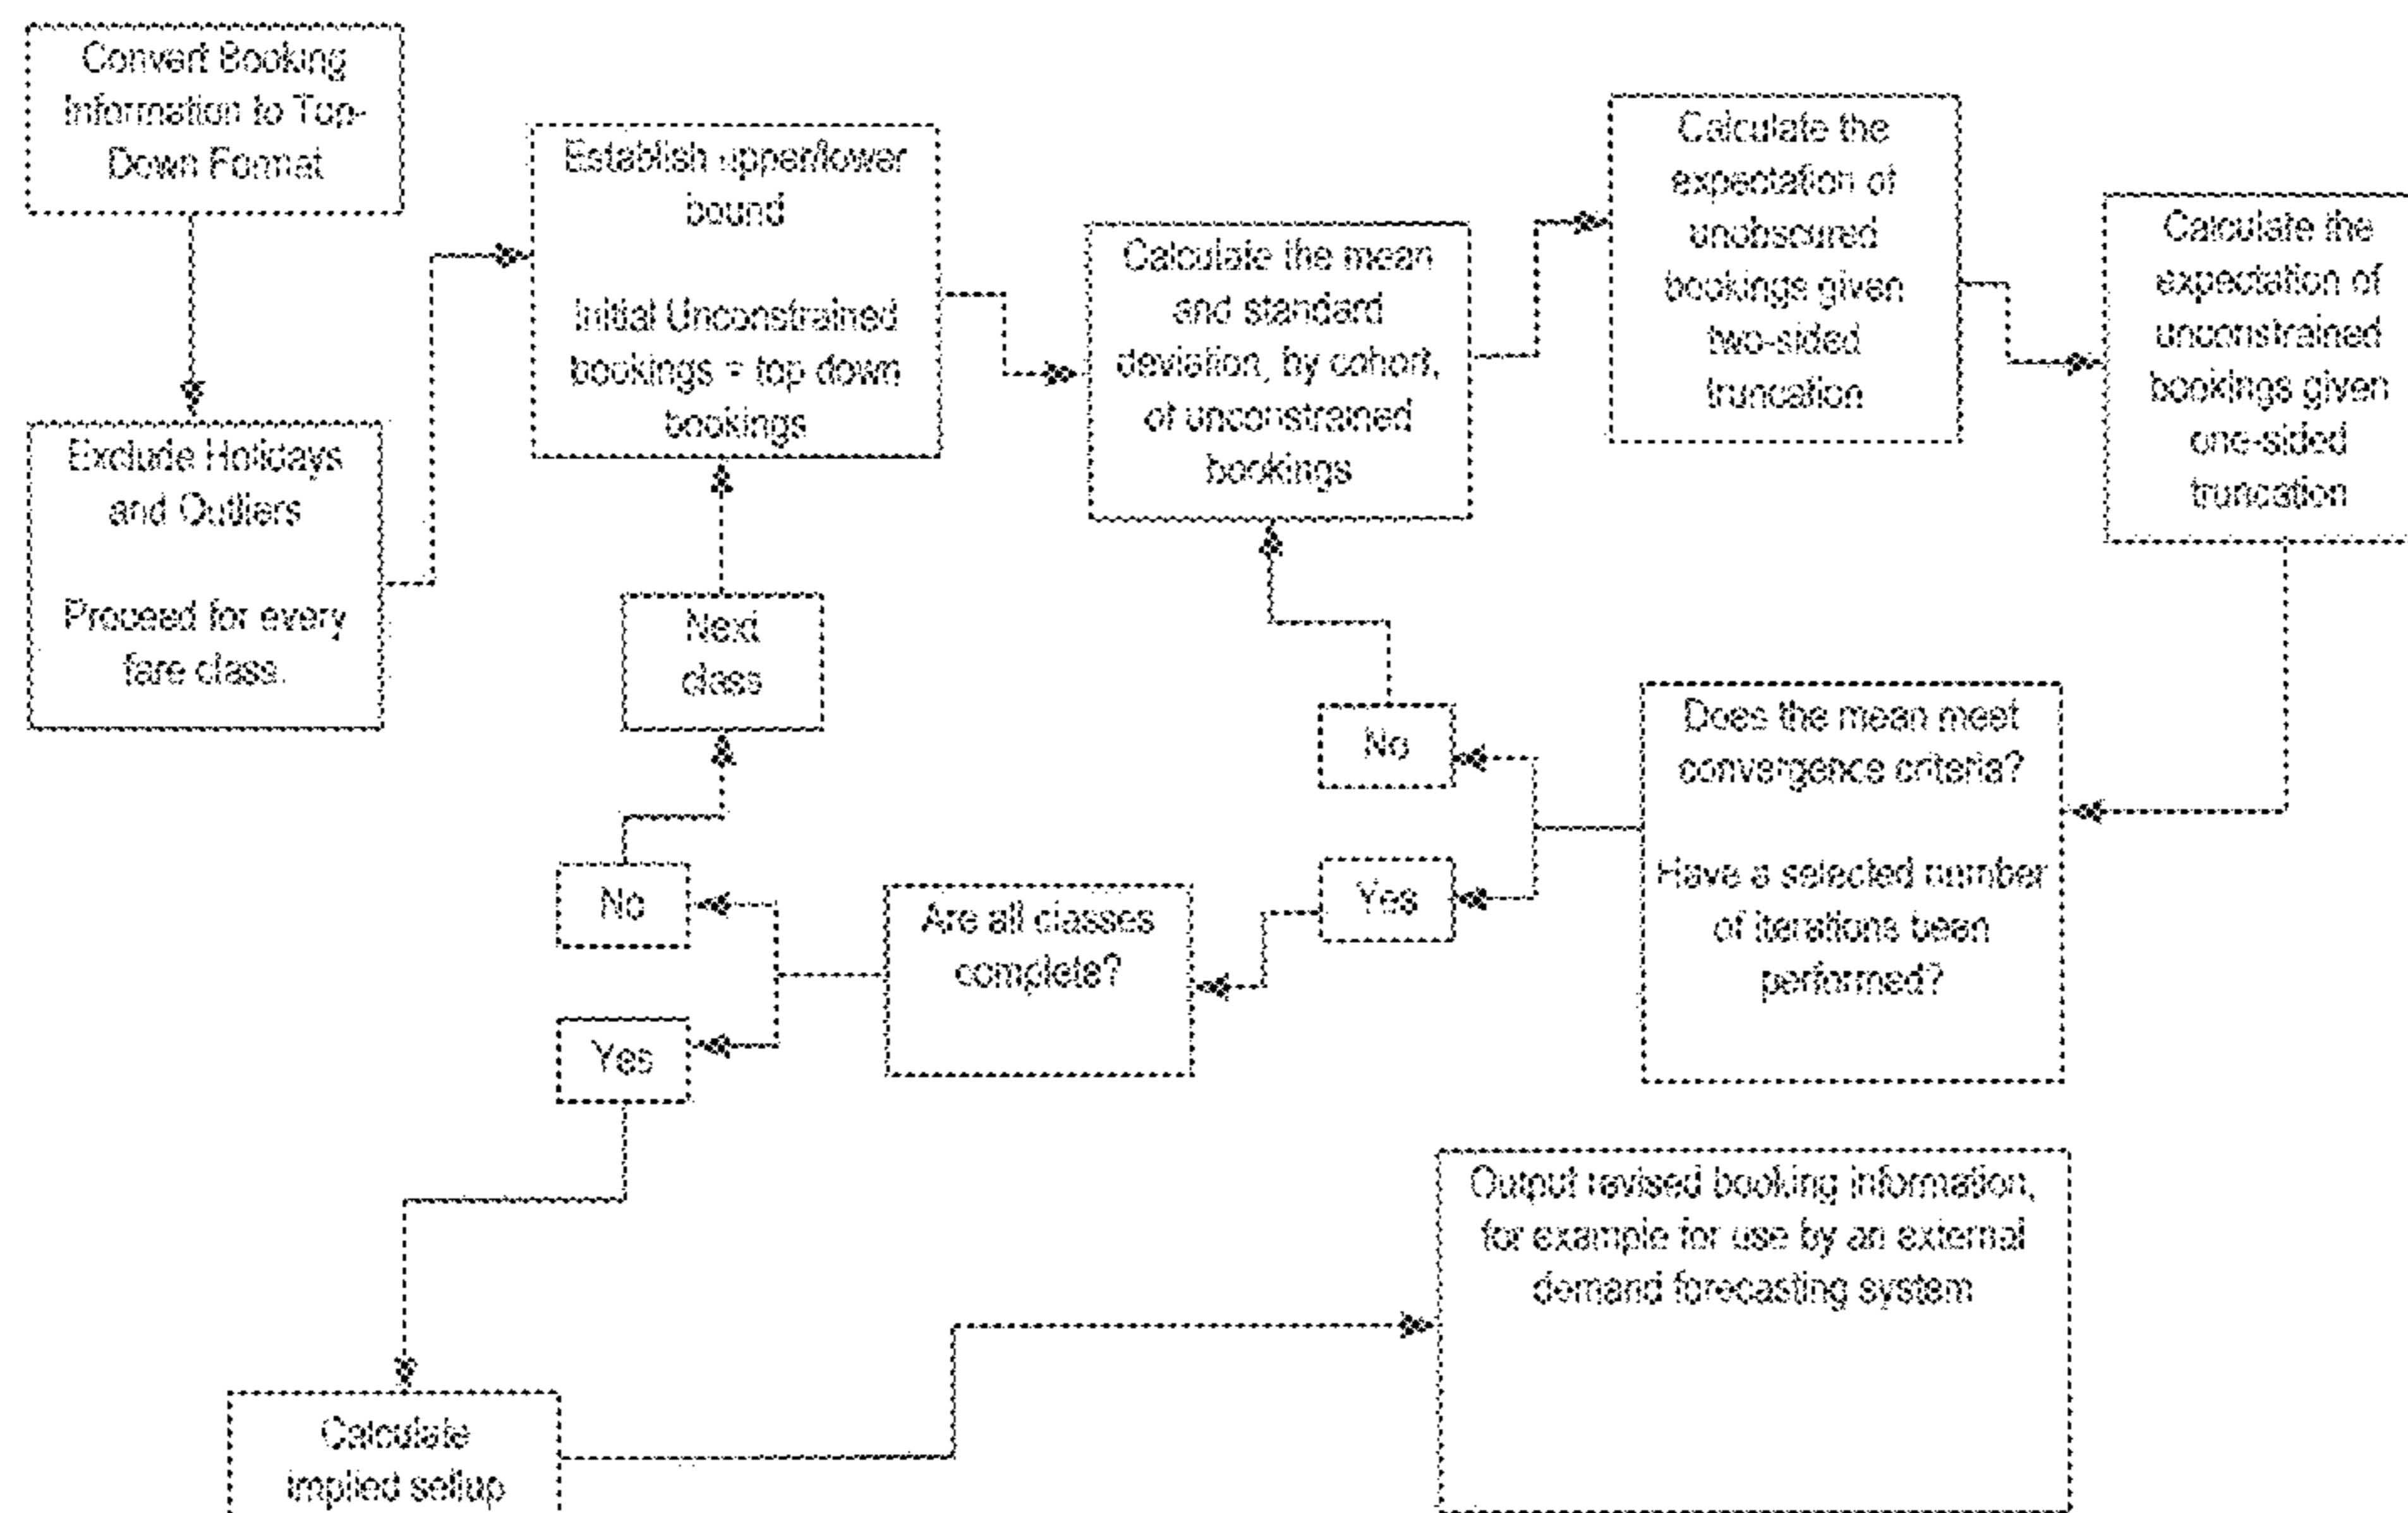 Convert Booking
Information to Top-
Down Format
Exclude Holidays
and Outliers
Proceed for every
fare class.
Establish upper/lower
bound
Initial Unconstrained
bookings = top down
bookings
Next
class
No
Yes
Calculate the mean
and standard
deviation, by cohort,
of unconstrained
bookings
Calculate the
expectation of
unobscured
bookings given
two-sided
truncation
Calculate the
expectation of
unconstrained
bookings given
one-sided
truncation
Does the mean meet
convergence criteria?
Have a selected number
of iterations been
performed?
No
Yes
Are all classes
complete?
Calculate
implied sellup
Output revised booking information,
for example for use by an external
demand forecasting system